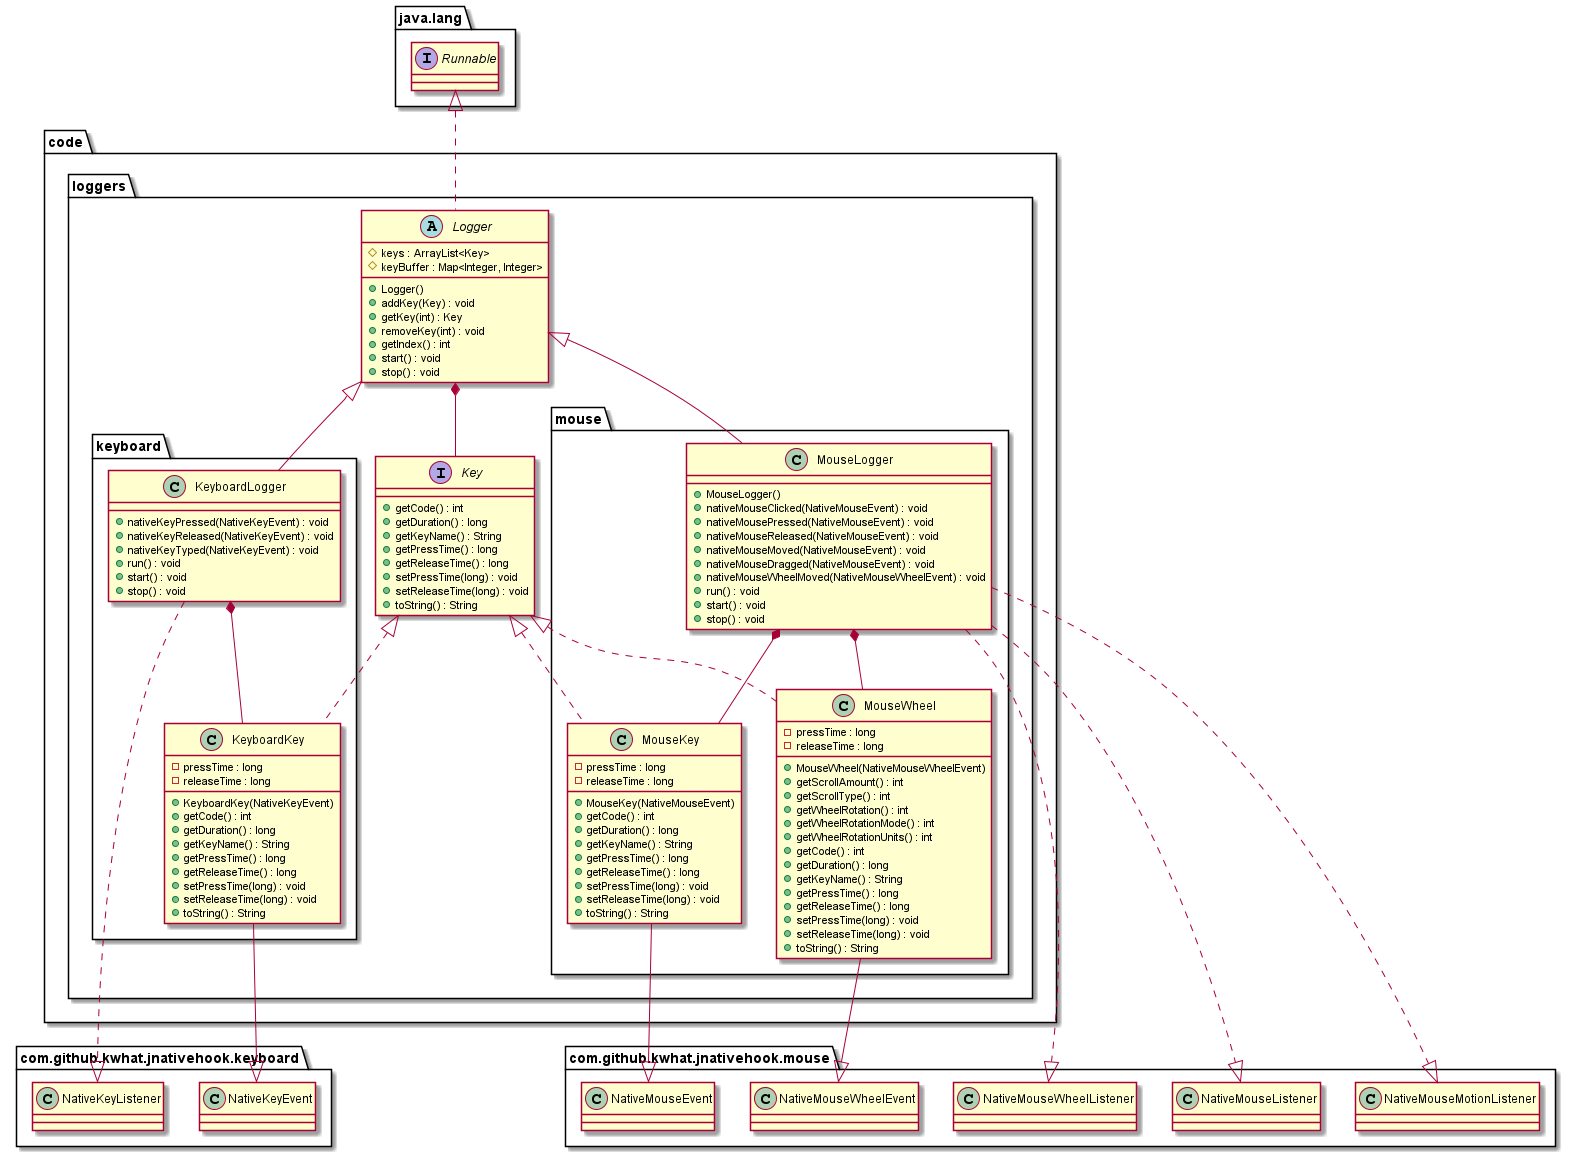 java.lang
I Runnable
code
loggers
A Logger
keys : ArrayList<Key>
keyBuffer : Map<Integer, Integer>
Logger()
addKey(Key) : void
getKey(int) : Key
removeKey(int) : void
getIndex() : int
start() : void
stop() : void
keyboard
C KeyboardLogger
nativeKeyPressed(NativeKeyEvent) : void
nativeKeyReleased(NativeKeyEvent) : void
nativeKeyTyped(NativeKeyEvent) : void
run() : void
start() : void
stop() : void
I Key
getCode() : int
getDuration() : long
getKeyName() : String
getPressTime() : long
getReleaseTime() : long
setPressTime(long) : void
setReleaseTime(long) : void
toString() : String
mouse
C MouseLogger
MouseLogger()
nativeMouseClicked(NativeMouseEvent) : void
nativeMousePressed(NativeMouseEvent) : void
nativeMouseReleased(NativeMouseEvent) : void
nativeMouseMoved(NativeMouseEvent) : void
nativeMouseDragged(NativeMouseEvent) : void
nativeMouseWheelMoved(NativeMouseWheelEvent) : void
run() : void
start() : void
stop() : void
C KeyboardKey
pressTime : long
releaseTime : long
KeyboardKey(NativeKeyEvent)
getCode() : int
getDuration() : long
getKeyName() : String
getPressTime() : long
getReleaseTime() : long
setPressTime(long) : void
setReleaseTime(long) : void
toString() : String
C MouseKey
pressTime : long
releaseTime : long
MouseKey(NativeMouseEvent)
getCode() : int
getDuration() : long
getKeyName() : String
getPressTime() : long
getReleaseTime() : long
setPressTime(long) : void
setReleaseTime(long) : void
toString() : String
C MouseWheel
pressTime : long
releaseTime : long
MouseWheel(NativeMouseWheelEvent)
getScrollAmount() : int
getScrollType() : int
getWheelRotation() : int
getWheelRotationMode() : int
getWheelRotationUnits() : int
getCode() : int
getDuration() : long
getKeyName() : String
getPressTime() : long
getReleaseTime() : long
setPressTime(long) : void
setReleaseTime(long) : void
toString() : String
com.github.kwhat.jnativehook.keyboard
C NativeKeyListener
C NativeKeyEvent
com.github.kwhat.jnativehook.mouse
C NativeMouseEvent
C NativeMouseWheelEvent
C NativeMouseWheelListener
C NativeMouseListener
C NativeMouseMotionListener